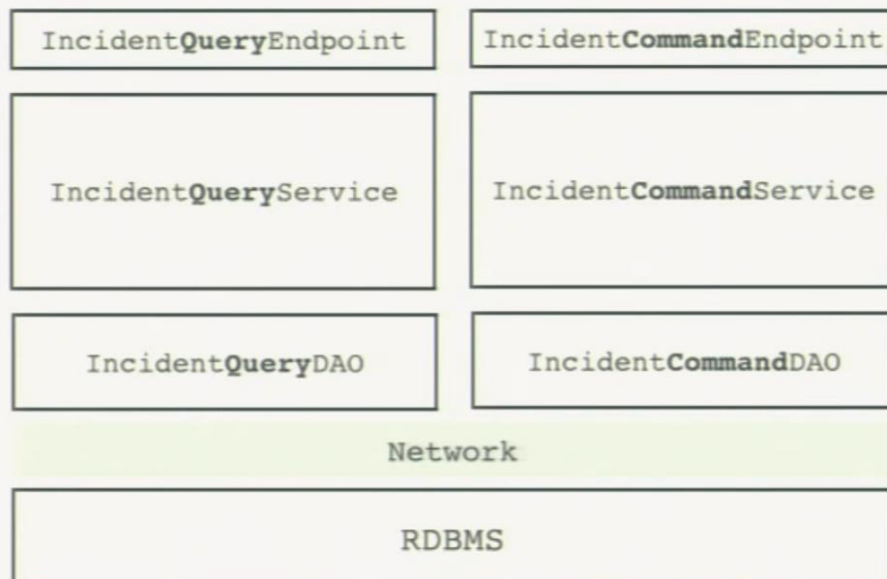 IncidentQueryEndpoint
IncidentCommandEndpoint
IncidentQueryService
IncidentCommandService
IncidentQueryDAO
IncidentCommandDAO
Network
RDBMS